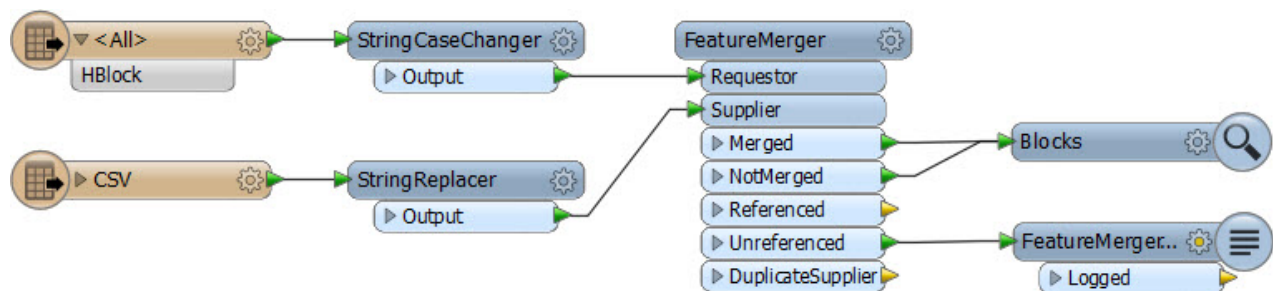 <All>
HBlock
StringCaseChanger
Output
FeatureMerger
Requestor
Supplier
Merged
NotMerged
Referenced
Unreferenced
DuplicateSupplier
CSV
StringReplacer
Output
Blocks
FeatureMerger...
Logged